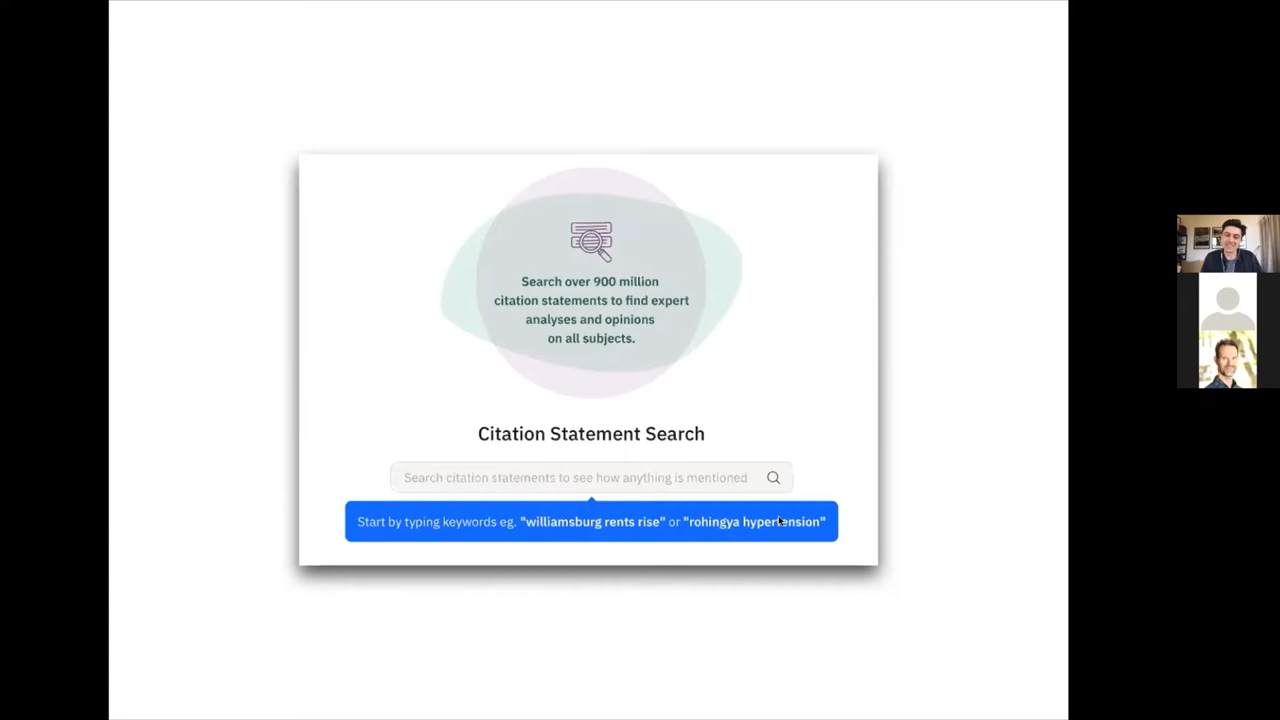 Search over 900 million
citation statements to find expert
analyses and opinions
on all subjects.
Citation Statement Search
Search citation statements to see how anything is mentioned
Start by typing keywords eg. "williamsburg rents rise" or "rohingya hypertension"